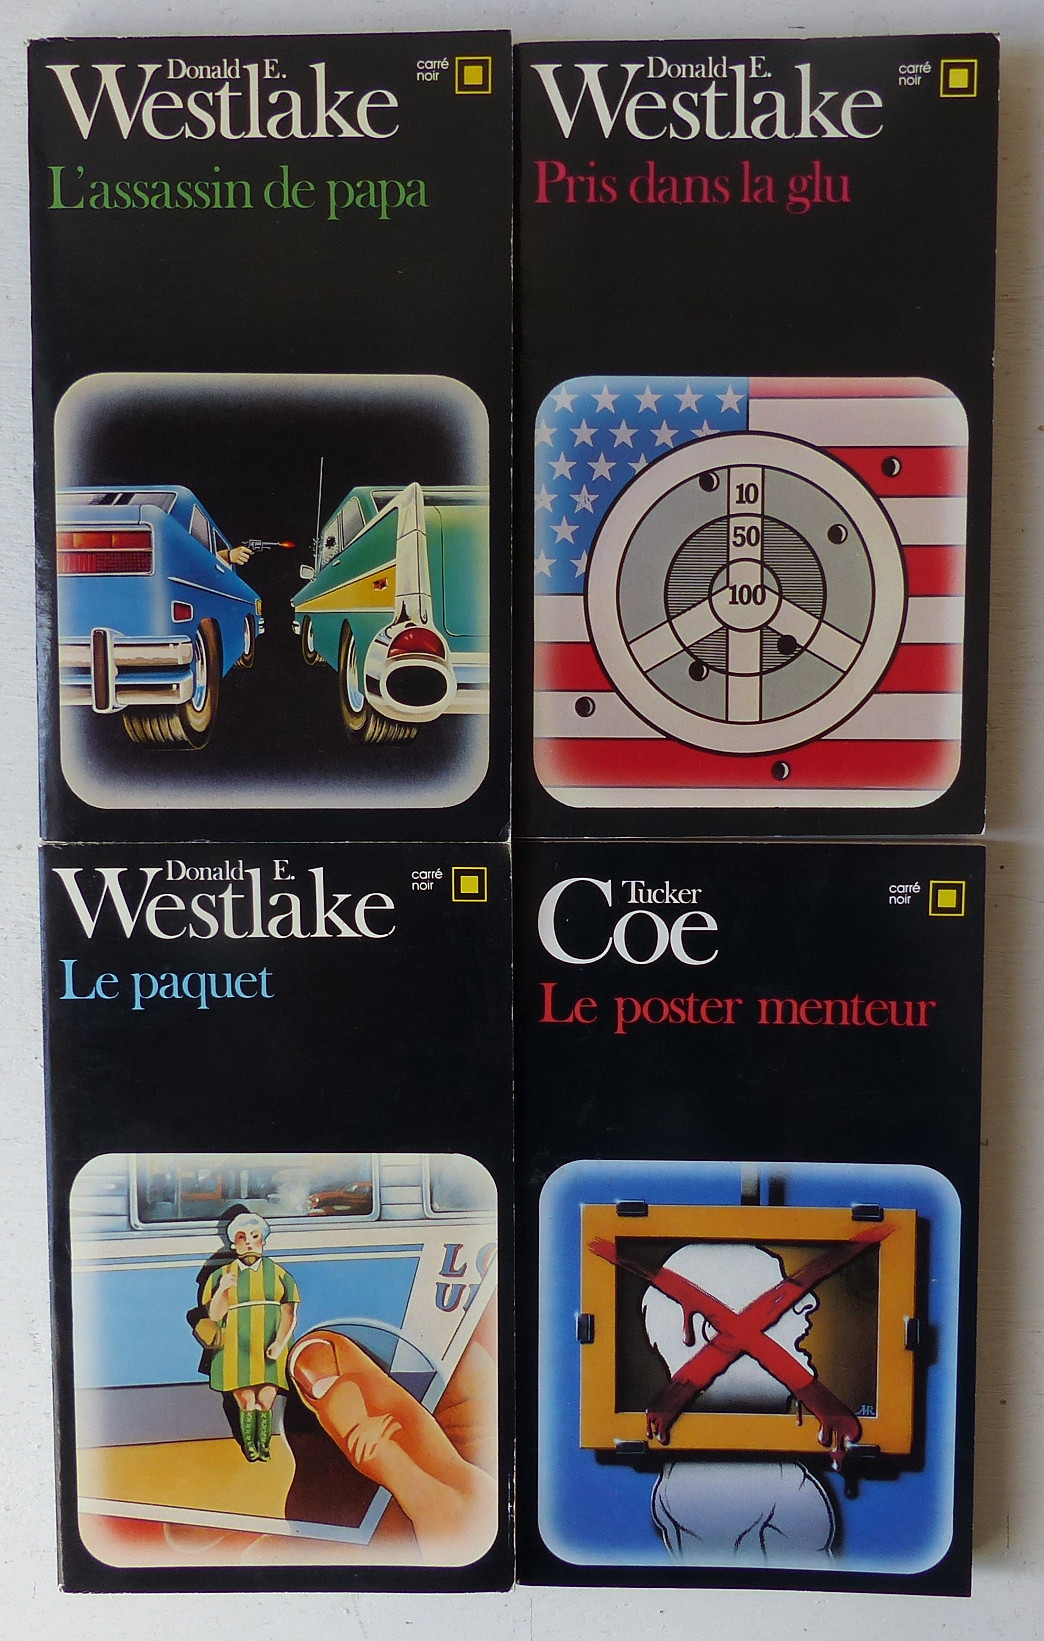 Donald E.
Westlake
carré
noir
L'assassin de papa
Donald E.
Westlake
carré
noir
Pris dans la glu
10
50
100
Donald E.
Westlake
carré
noir
Le paquet
L
U
Tucker
Coe
carré
noir
Le poster menteur
MR